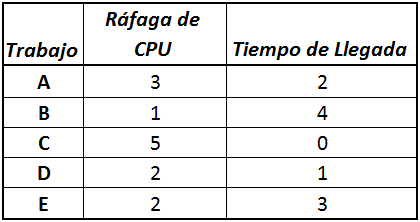 Trabajo Ráfaga de CPU Tiempo de Llegada
A 3 2
B 1 4
C 5 0
D 2 1
E 2 3